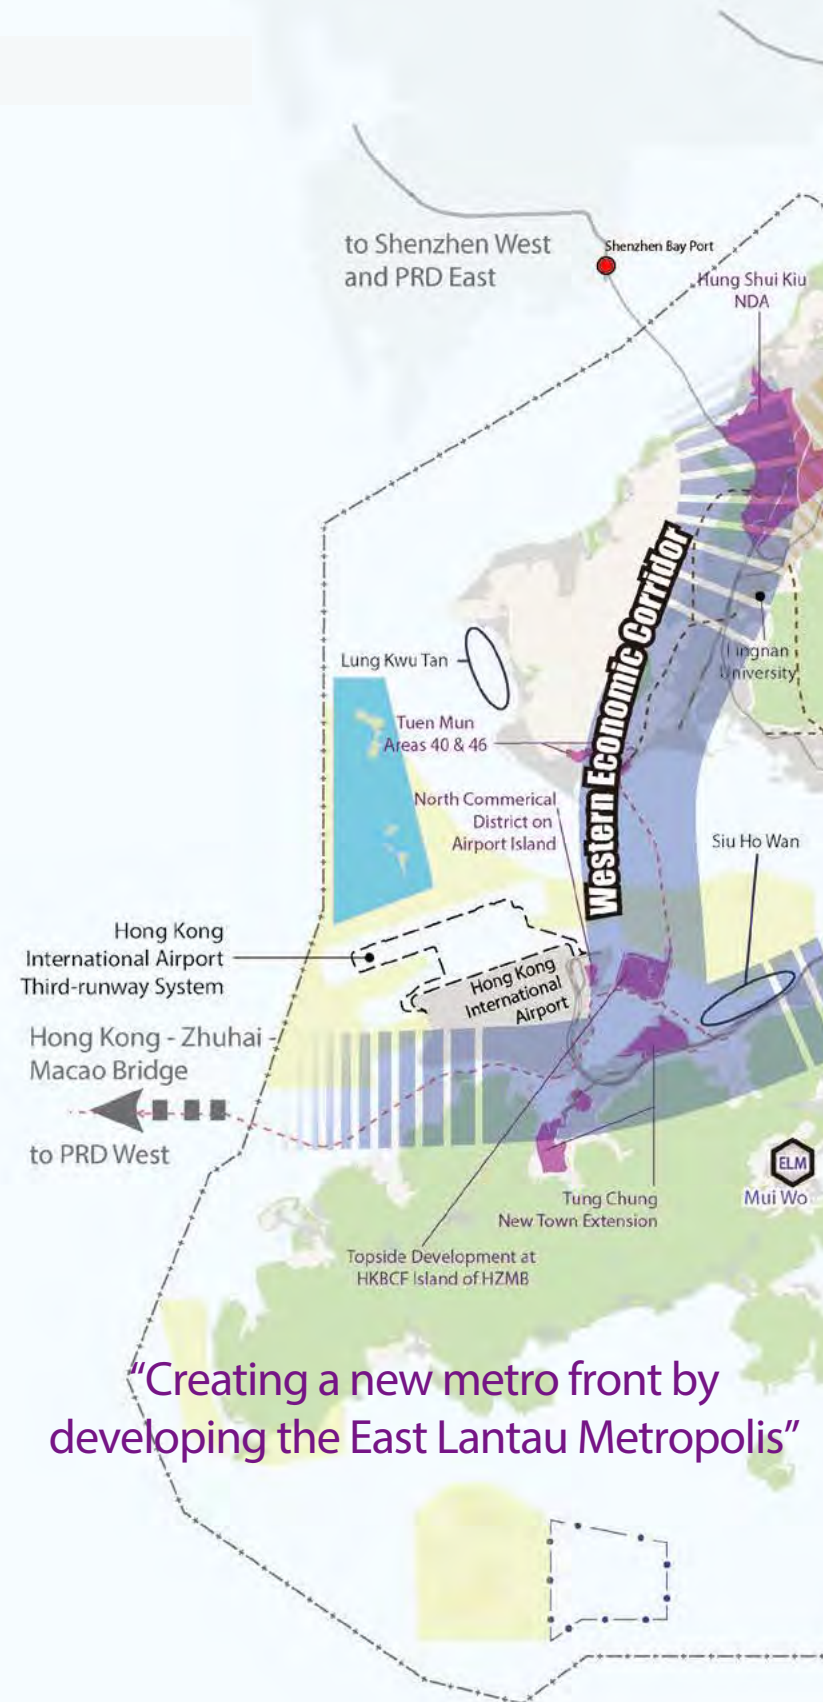 to Shenzhen West
and PRD East
Shenzhen Bay Port
Hung Shui Kiu
NDA
Western Economic Corridor
Lingnan
University
Lung Kwu Tan
Tuen Mun
Areas 40 & 46
North Commerical
District on
Airport Island
Siu Ho Wan
Hong Kong
International Airport
Third-runway System
Hong Kong
International
Airport
Hong Kong - Zhuhai -
Macao Bridge
to PRD West
ELM
Mui Wo
Tung Chung
New Town Extension
Topside Development at
HKBCF Island of HZMB
“Creating a new metro front by
developing the East Lantau Metropolis”